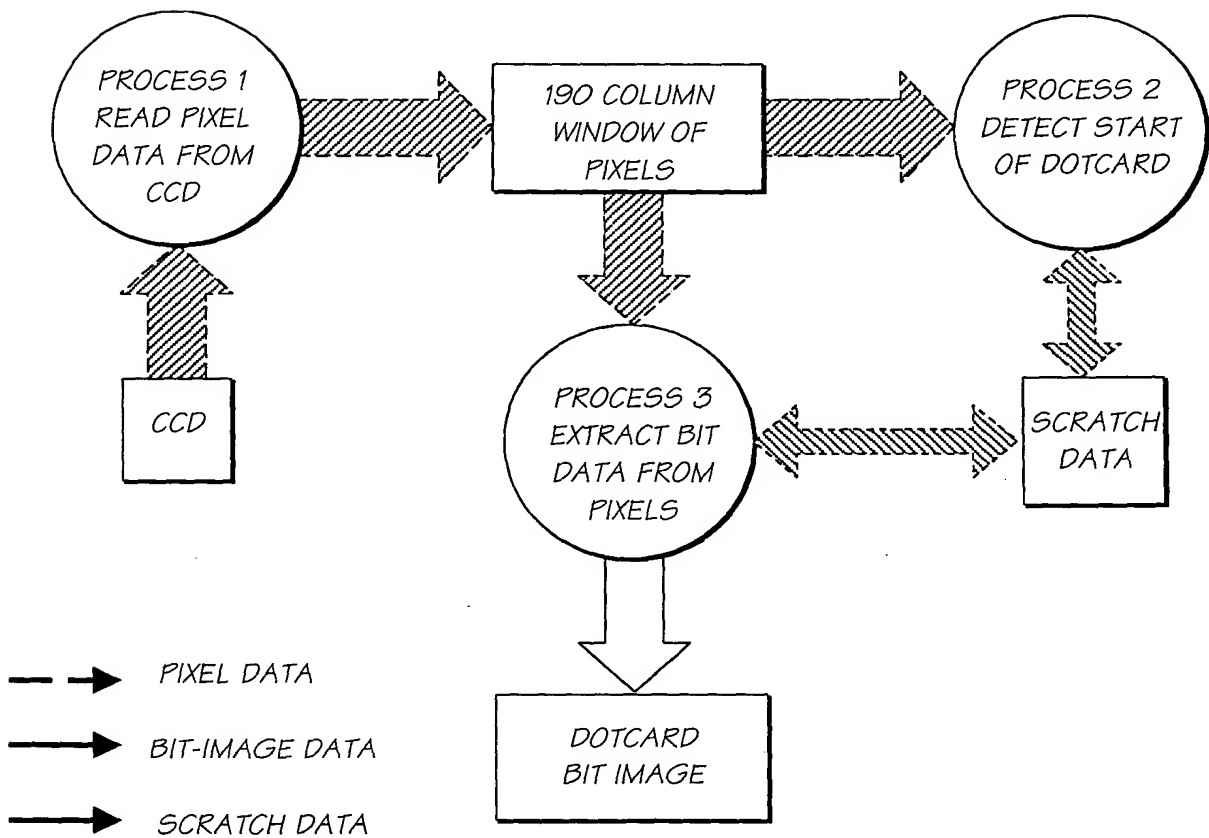 PROCESS 1
READ PIXEL
DATA FROM
CCD
190 COLUMN
WINDOW OF
PIXELS
PROCESS 2
DETECT START
OF DOTCARD
CCD
PROCESS 3
EXTRACT BIT
DATA FROM
PIXELS
SCRATCH
DATA
PIXEL DATA
BIT-IMAGE DATA
SCRATCH DATA
DOTCARD
BIT IMAGE